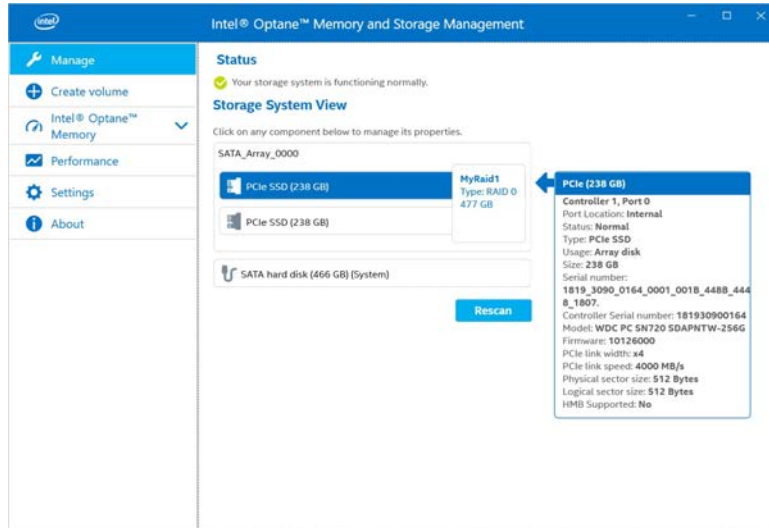 intel
Intel® Optane™ Memory and Storage Management
Manage
Create volume
Intel® Optane™
Memory
Performance
Settings
About
Status
Your storage system is functioning normally.
Storage System View
Click on any component below to manage its properties.
SATA_Array_0000
PCIe SSD (238 GB)
PCIe SSD (238 GB)
MyRaid1
Type: RAID 0
477 GB
SATA hard disk (466 GB) (System)
Rescan
PCIe (238 GB)
Controller 1, Port 0
Port Location: Internal
Status: Normal
Type: PCIe SSD
Usage: Array disk
Size: 238 GB
Serial number:
1819_3090_0164_0001_001B_448B_444
8_1807.
Controller Serial number: 181930900164
Model: WDC PC SN720 SDAPNTW-256G
Firmware: 10126000
PCIe link width: x4
PCIe link speed: 4000 MB/s
Physical sector size: 512 Bytes
Logical sector size: 512 Bytes
HMB Supported: No